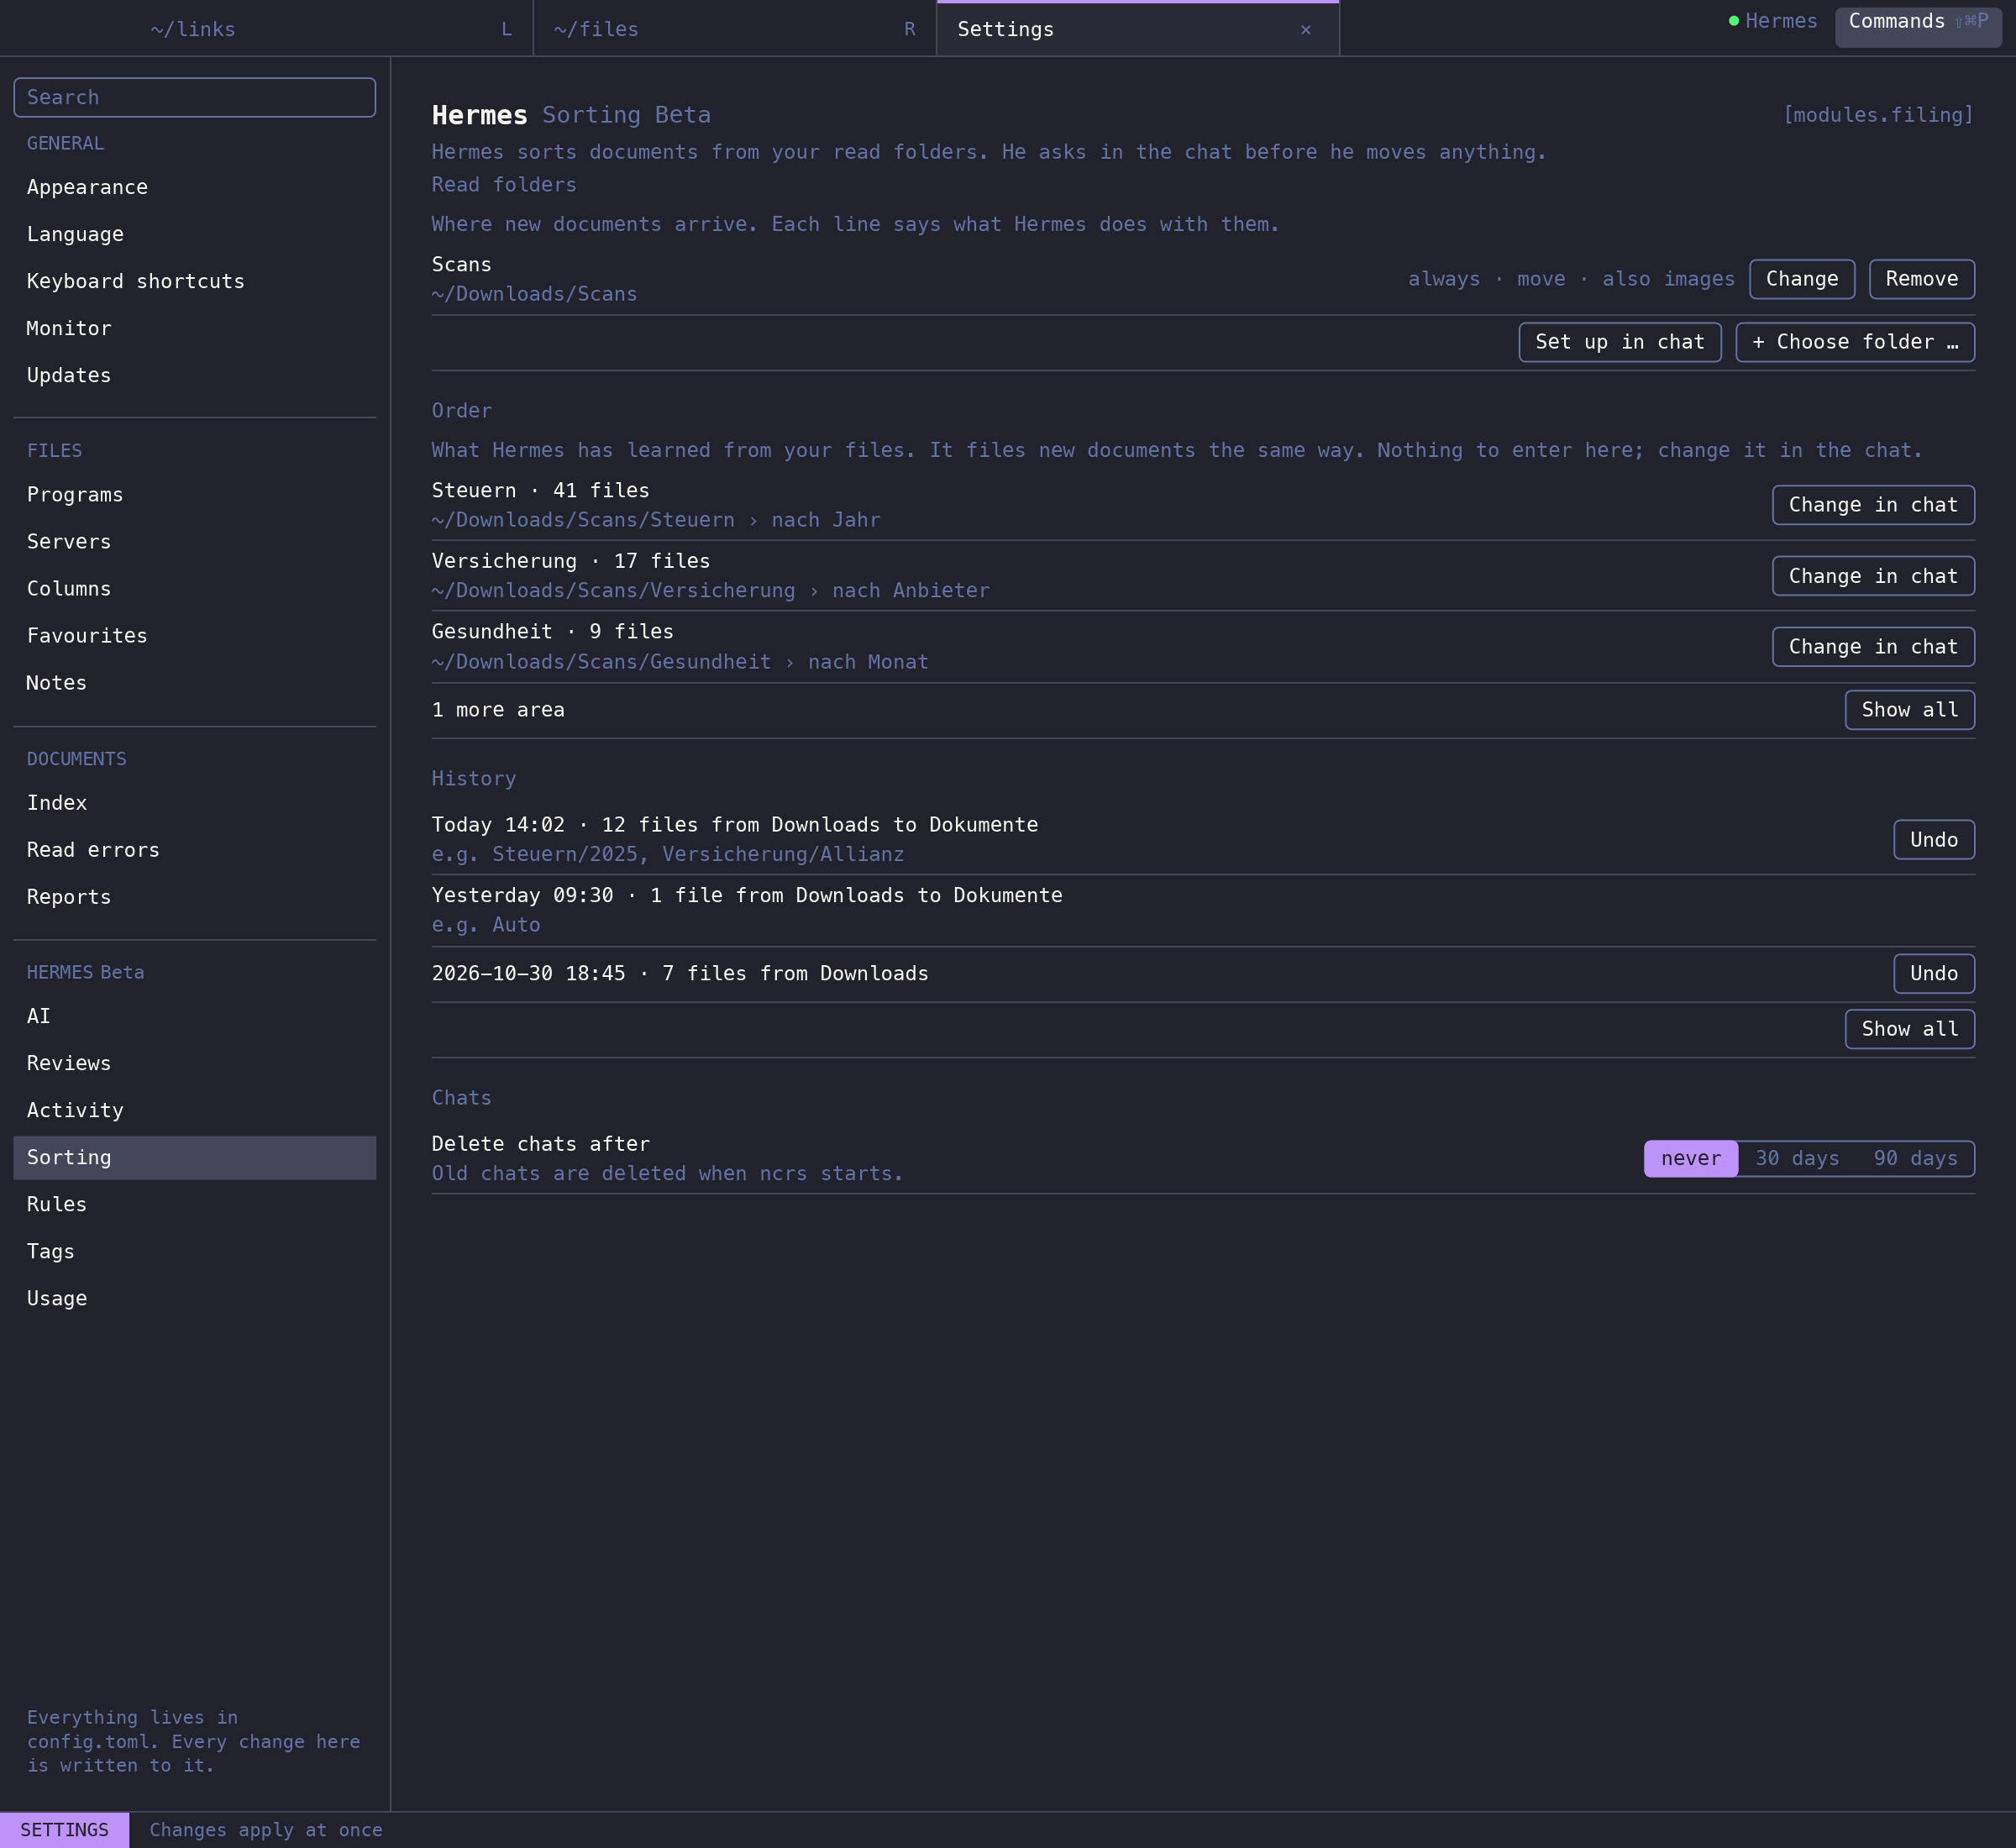 ~/links L ~/files R Settings × Hermes Commands ⇧⌘P
Search
GENERAL
Appearance
Language
Keyboard shortcuts
Monitor
Updates
FILES
Programs
Servers
Columns
Favourites
Notes
DOCUMENTS
Index
Read errors
Reports
HERMES Beta
AI
Reviews
Activity
Sorting
Rules
Tags
Usage
Everything lives in
config.toml. Every change here
is written to it.
Hermes Sorting Beta [modules.filing]
Hermes sorts documents from your read folders. He asks in the chat before he moves anything.
Read folders
Where new documents arrive. Each line says what Hermes does with them.
Scans
~/Downloads/Scans
always · move · also images Change Remove
Set up in chat + Choose folder …
Order
What Hermes has learned from your files. It files new documents the same way. Nothing to enter here; change it in the chat.
Steuern · 41 files
~/Downloads/Scans/Steuern › nach Jahr
Change in chat
Versicherung · 17 files
~/Downloads/Scans/Versicherung › nach Anbieter
Change in chat
Gesundheit · 9 files
~/Downloads/Scans/Gesundheit › nach Monat
Change in chat
1 more area Show all
History
Today 14:02 · 12 files from Downloads to Dokumente
e.g. Steuern/2025, Versicherung/Allianz
Undo
Yesterday 09:30 · 1 file from Downloads to Dokumente
e.g. Auto
2026-10-30 18:45 · 7 files from Downloads Undo
Show all
Chats
Delete chats after
Old chats are deleted when ncrs starts.
never 30 days 90 days
SETTINGS Changes apply at once